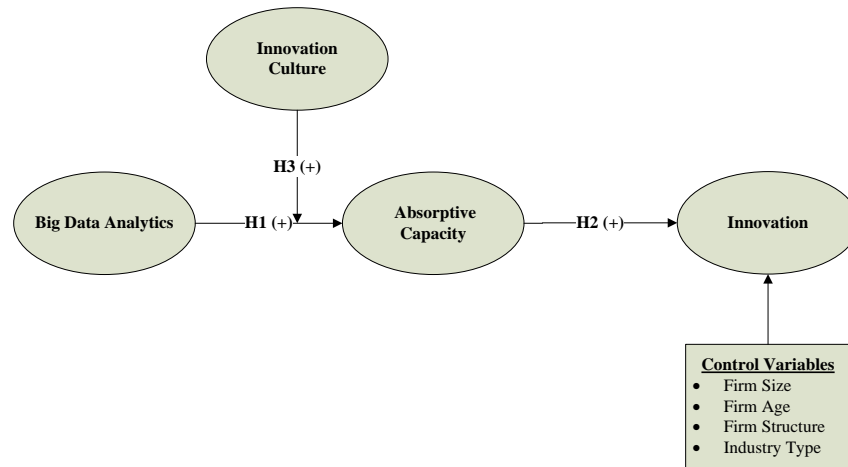 Innovation
Culture
H3 (+)
Big Data Analytics
H1 (+)
Absorptive
Capacity
H2 (+)
Innovation
Control Variables
• Firm Size
• Firm Age
• Firm Structure
• Industry Type